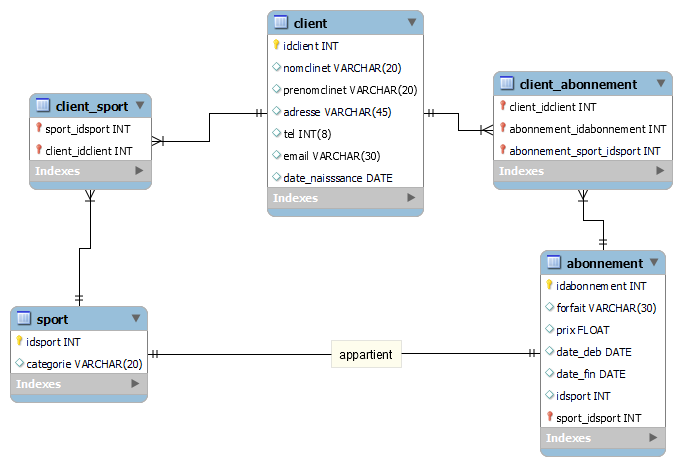 client
idclient INT
nomclinet VARCHAR(20)
prenomclinet VARCHAR(20)
adresse VARCHAR(45)
tel INT(8)
email VARCHAR(30)
date_naisssance DATE
Indexes
client_sport
sport_idsport INT
client_idclient INT
Indexes
client_abonnement
client_idclient INT
abonnement_idabonnement INT
abonnement_sport_idsport INT
Indexes
sport
idsport INT
categorie VARCHAR(20)
Indexes
appartient
abonnement
idabonnement INT
forfait VARCHAR(30)
prix FLOAT
date_deb DATE
date_fin DATE
idsport INT
sport_idsport INT
Indexes